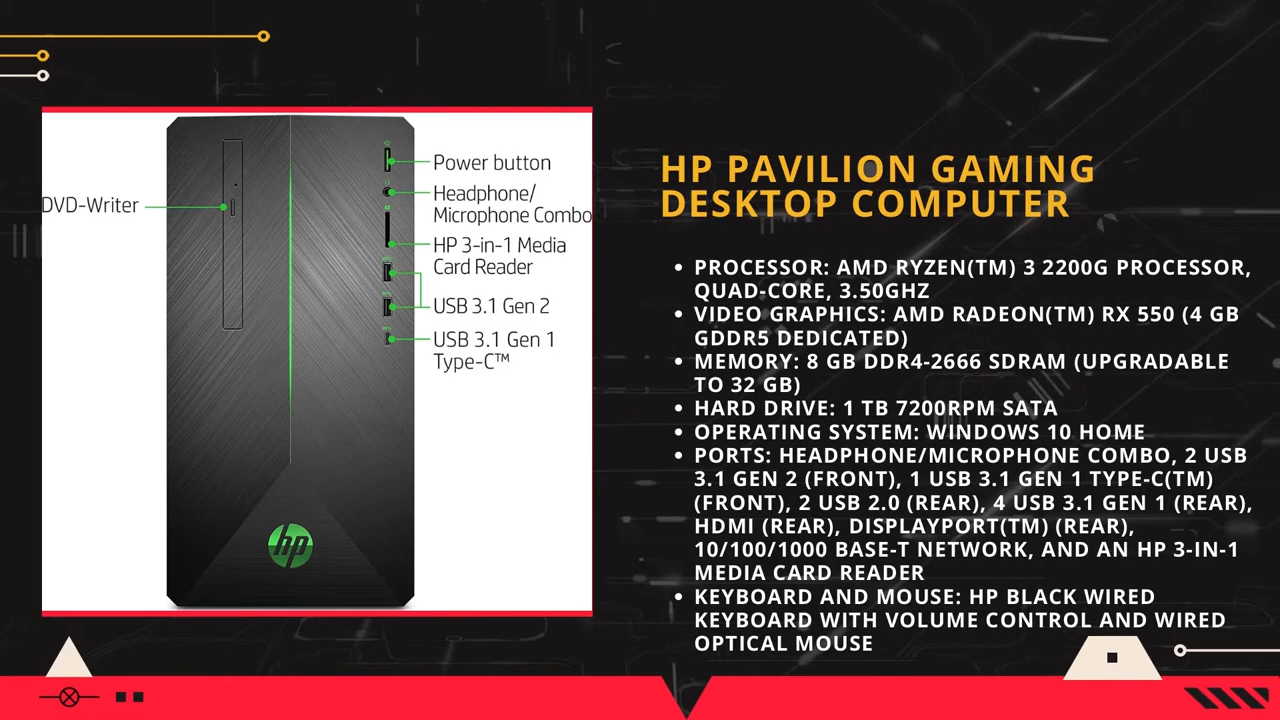 DVD-Writer
Power button
Headphone/
Microphone Combo
HP 3-in-1 Media
Card Reader
USB 3.1 Gen 2
USB 3.1 Gen 1
Type-C™
hp
HP PAVILION GAMING
DESKTOP COMPUTER
• PROCESSOR: AMD RYZEN(TM) 3 2200G PROCESSOR,
QUAD-CORE, 3.50GHZ
• VIDEO GRAPHICS: AMD RADEON(TM) RX 550 (4 GB
GDDR5 DEDICATED)
• MEMORY: 8 GB DDR4-2666 SDRAM (UPGRADABLE
TO 32 GB)
• HARD DRIVE: 1 TB 7200RPM SATA
• OPERATING SYSTEM: WINDOWS 10 HOME
• PORTS: HEADPHONE/MICROPHONE COMBO, 2 USB
3.1 GEN 2 (FRONT), 1 USB 3.1 GEN 1 TYPE-C(TM)
(FRONT), 2 USB 2.0 (REAR), 4 USB 3.1 GEN 1 (REAR),
HDMI (REAR), DISPLAYPORT(TM) (REAR),
10/100/1000 BASE-T NETWORK, AND AN HP 3-IN-1
MEDIA CARD READER
• KEYBOARD AND MOUSE: HP BLACK WIRED
KEYBOARD WITH VOLUME CONTROL AND WIRED
OPTICAL MOUSE